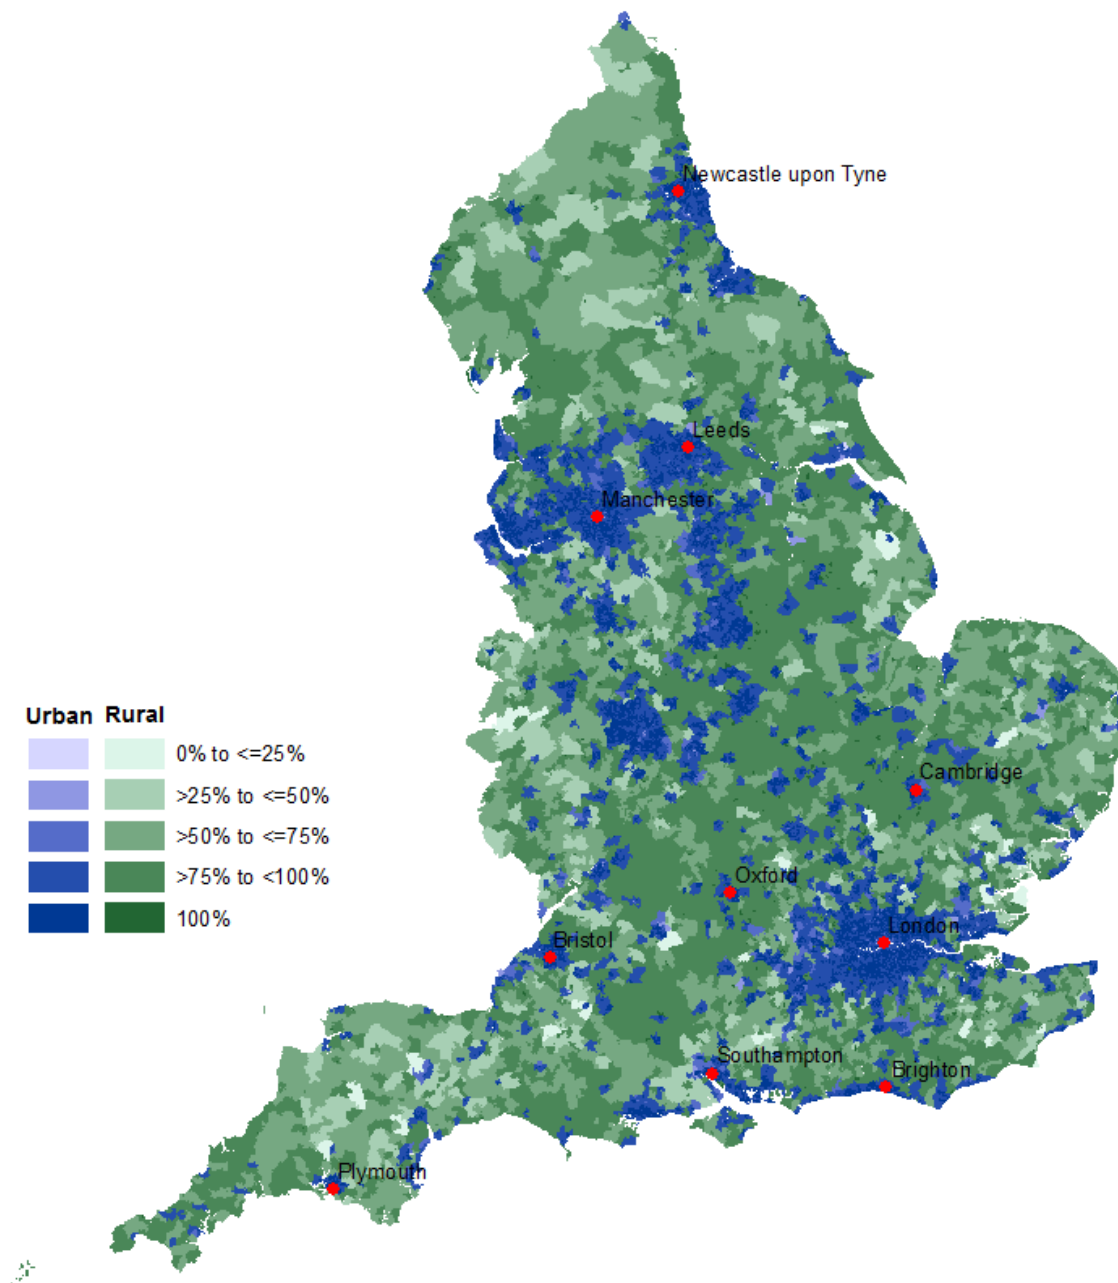 Newcastle upon Tyne
Leeds
Manchester
Urban Rural
0% to <=25%
>25% to <=50%
>50% to <=75%
>75% to <100%
100%
Cambridge
Oxford
London
Bristol
Southampton
Brighton
Plymouth